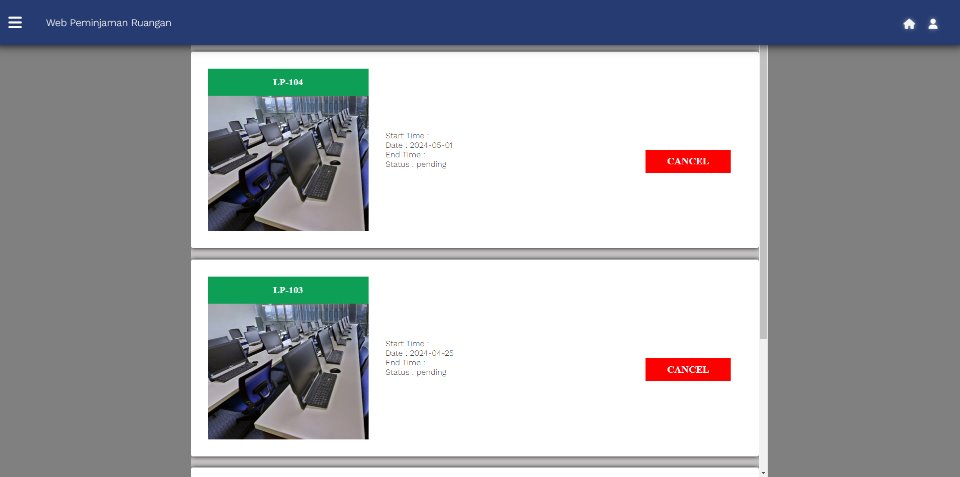 Web Peminjaman Ruangan
LP-104
Start Time :
Date : 2024-05-01
End Time :
Status : pending
CANCEL
LP-103
Start Time :
Date : 2024-04-25
End Time :
Status : pending
CANCEL